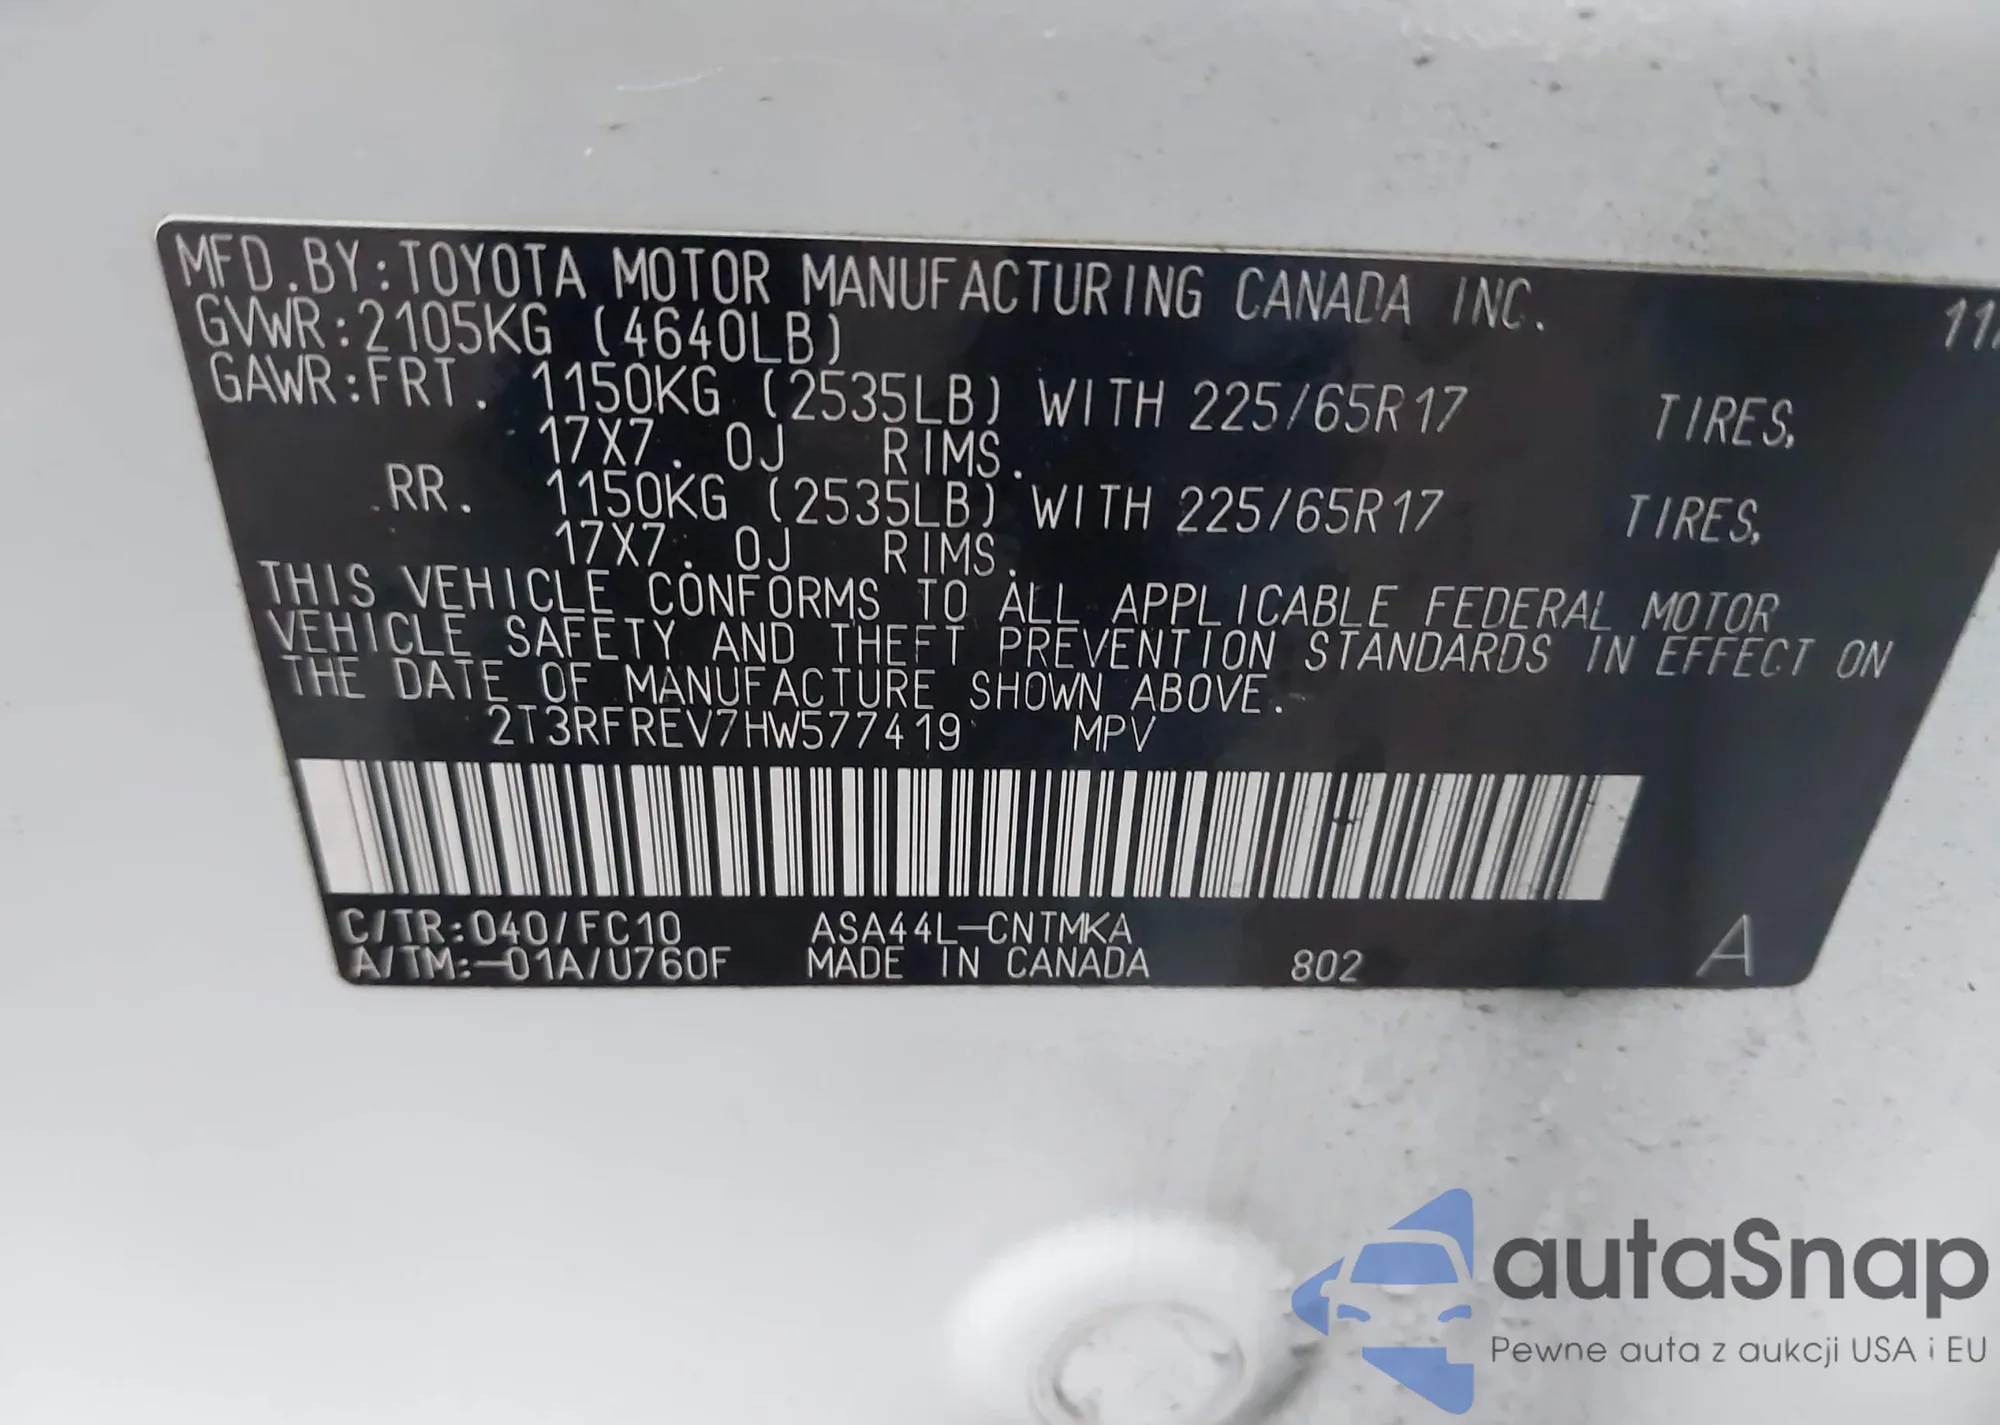 MFD.BY:TOYOTA MOTOR MANUFACTURING CANADA INC. 11/
GVWR:2105KG (4640LB)
GAWR:FRT. 1150KG (2535LB) WITH 225/65R17 TIRES,
17X7.0J RIMS.
RR. 1150KG (2535LB) WITH 225/65R17 TIRES,
17X7.0J RIMS.
THIS VEHICLE CONFORMS TO ALL APPLICABLE FEDERAL MOTOR
VEHICLE SAFETY AND THEFT PREVENTION STANDARDS IN EFFECT ON
THE DATE OF MANUFACTURE SHOWN ABOVE.
2T3RFREV7HW577419 MPV
C/TR:040/FC10 ASA44L-CNTMKA
A/TM:-01A/U760F MADE IN CANADA 802 A
autaSnap
Pewne auta z aukcji USA i EU